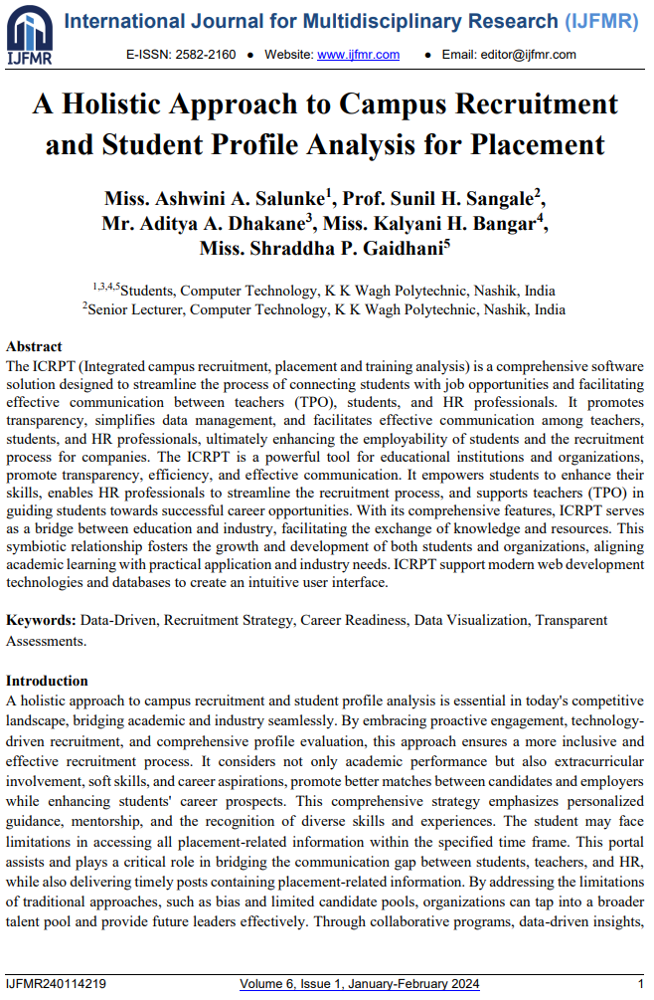 International Journal for Multidisciplinary Research (IJFMR)
IJFMR
E-ISSN: 2582-2160 ● Website: www.ijfmr.com ● Email: editor@ijfmr.com
A Holistic Approach to Campus Recruitment
and Student Profile Analysis for Placement
Miss. Ashwini A. Salunke1, Prof. Sunil H. Sangale2,
Mr. Aditya A. Dhakane3, Miss. Kalyani H. Bangar4,
Miss. Shraddha P. Gaidhani5
1,3,4,5Students, Computer Technology, K K Wagh Polytechnic, Nashik, India
2Senior Lecturer, Computer Technology, K K Wagh Polytechnic, Nashik, India
Abstract
The ICRPT (Integrated campus recruitment, placement and training analysis) is a comprehensive software
solution designed to streamline the process of connecting students with job opportunities and facilitating
effective communication between teachers (TPO), students, and HR professionals. It promotes
transparency, simplifies data management, and facilitates effective communication among teachers,
students, and HR professionals, ultimately enhancing the employability of students and the recruitment
process for companies. The ICRPT is a powerful tool for educational institutions and organizations,
promote transparency, efficiency, and effective communication. It empowers students to enhance their
skills, enables HR professionals to streamline the recruitment process, and supports teachers (TPO) in
guiding students towards successful career opportunities. With its comprehensive features, ICRPT serves
as a bridge between education and industry, facilitating the exchange of knowledge and resources. This
symbiotic relationship fosters the growth and development of both students and organizations, aligning
academic learning with practical application and industry needs. ICRPT support modern web development
technologies and databases to create an intuitive user interface.
Keywords: Data-Driven, Recruitment Strategy, Career Readiness, Data Visualization, Transparent
Assessments.
Introduction
A holistic approach to campus recruitment and student profile analysis is essential in today's competitive
landscape, bridging academic and industry seamlessly. By embracing proactive engagement, technology-
driven recruitment, and comprehensive profile evaluation, this approach ensures a more inclusive and
effective recruitment process. It considers not only academic performance but also extracurricular
involvement, soft skills, and career aspirations, promote better matches between candidates and employers
while enhancing students' career prospects. This comprehensive strategy emphasizes personalized
guidance, mentorship, and the recognition of diverse skills and experiences. The student may face
limitations in accessing all placement-related information within the specified time frame. This portal
assists and plays a critical role in bridging the communication gap between students, teachers, and HR,
while also delivering timely posts containing placement-related information. By addressing the limitations
of traditional approaches, such as bias and limited candidate pools, organizations can tap into a broader
talent pool and provide future leaders effectively. Through collaborative programs, data-driven insights,
IJFMR240114219 Volume 6, Issue 1, January-February 2024 1